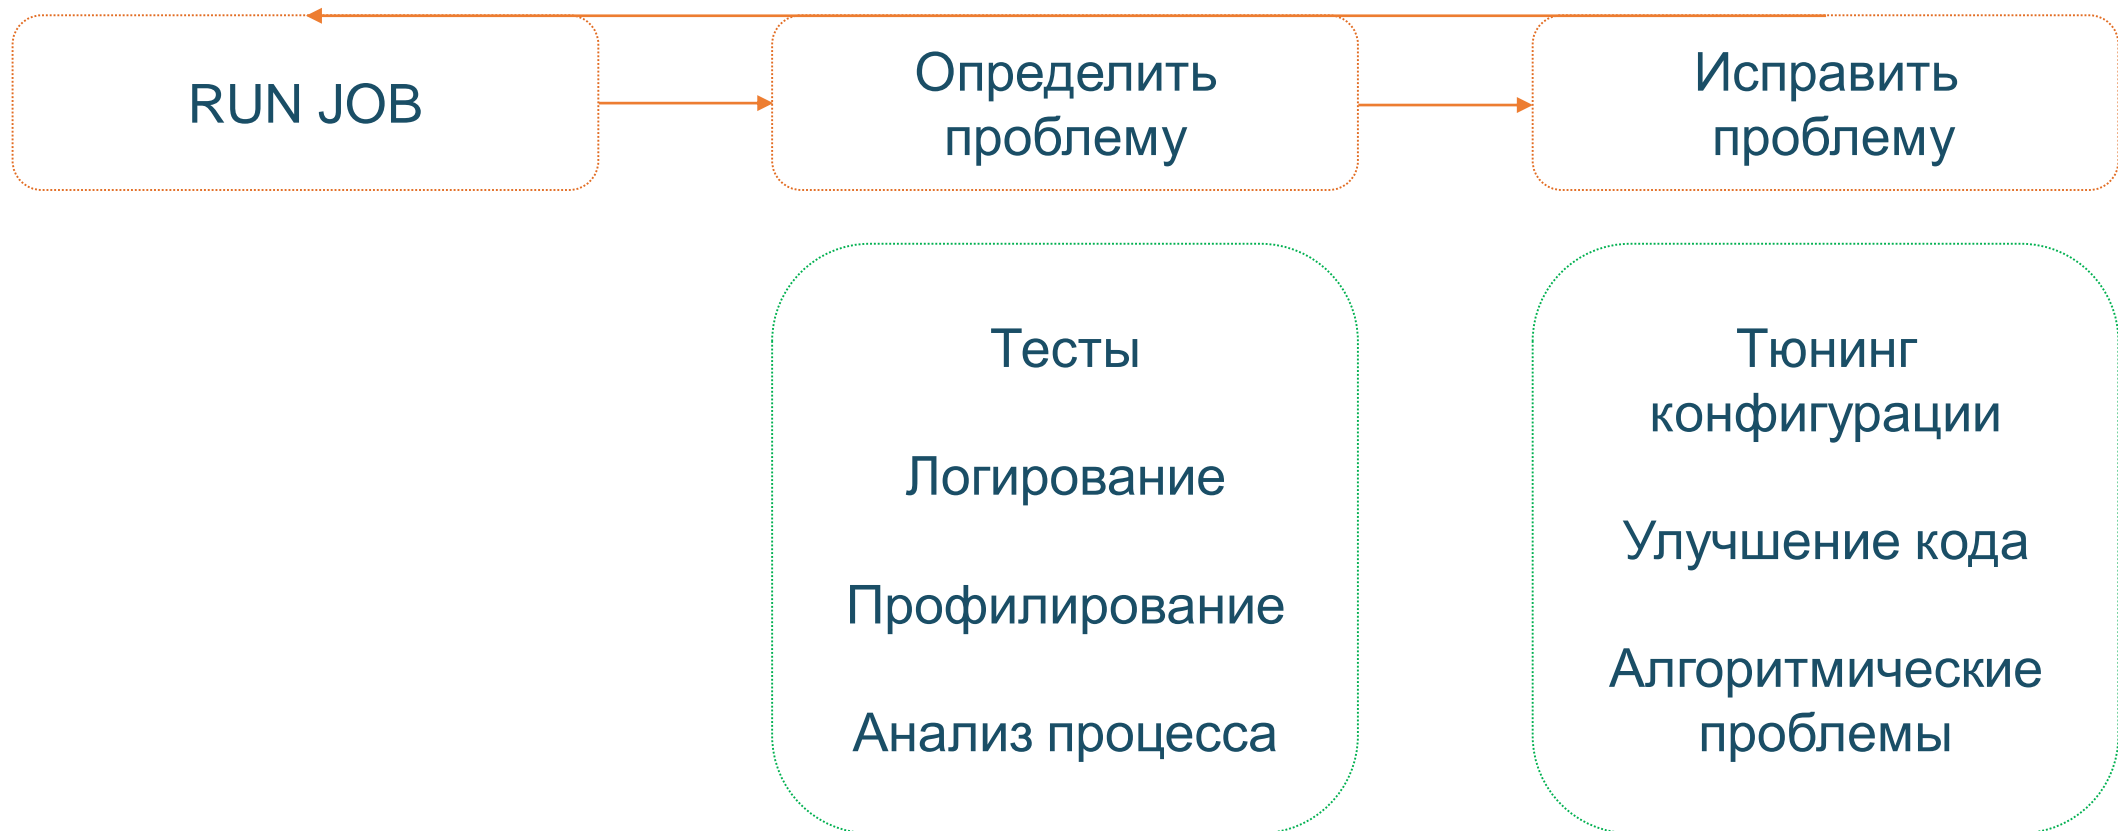 RUN JOB
Определить
проблему
Исправить
проблему
Тесты
Логирование
Профилирование
Анализ процесса
Тюнинг
конфигурации
Улучшение кода
Алгоритмические
проблемы